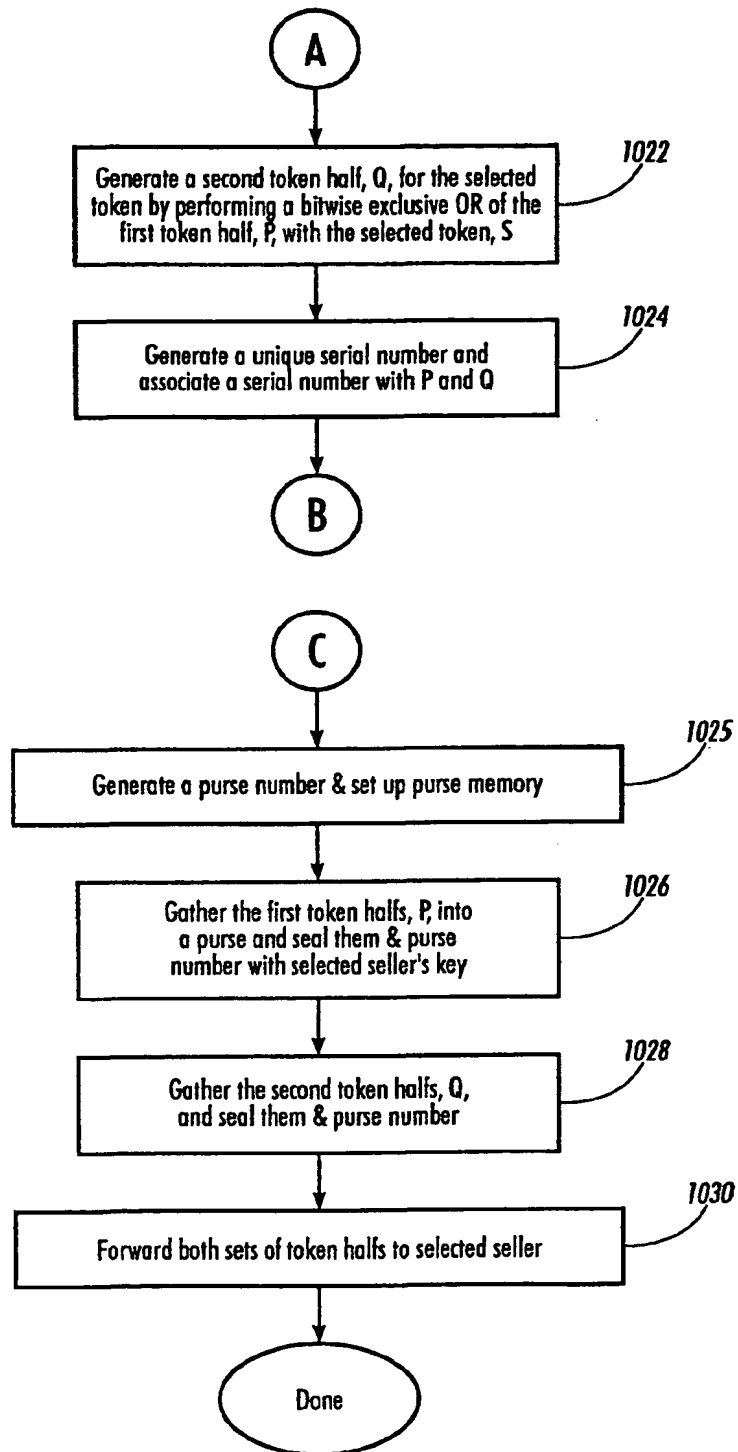 A
1022
Generate a second token half, Q, for the selected
token by performing a bitwise exclusive OR of the
first token half, P, with the selected token, S
1024
Generate a unique serial number and
associate a serial number with P and Q
B
C
1025
Generate a purse number & set up purse memory
1026
Gather the first token halfs, P, into
a purse and seal them & purse
number with selected seller's key
1028
Gather the second token halfs, Q,
and seal them & purse number
1030
Forward both sets of token halfs to selected seller
Done